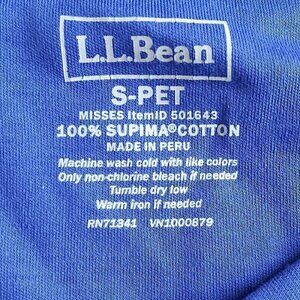 L.L.Bean
S-PET
MISSES ItemID 501643
100% SUPIMA®COTTON
MADE IN PERU
Machine wash cold with like colors
Only non-chlorine bleach if needed
Tumble dry low
Warm iron if needed
RN71341 VN1000879